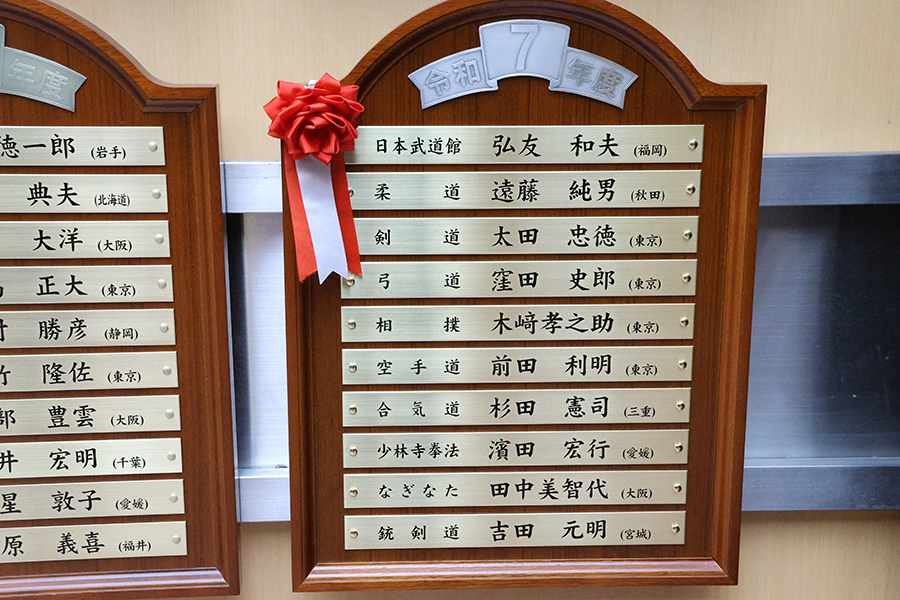 年度
徳一郎 (岩手)
典夫 (北海道)
大洋 (大阪)
正大 (東京)
勝彦 (静岡)
隆佐 (東京)
豊雲 (大阪)
井 宏明 (千葉)
星 敦子 (愛媛)
原 義喜 (福井)
令和 7 年度
日本武道館 弘友 和夫 (福岡)
柔道 遠藤 純男 (秋田)
剣道 太田 忠徳 (東京)
弓道 窪田 史郎 (東京)
相撲 木﨑孝之助 (東京)
空手道 前田 利明 (東京)
合気道 杉田 憲司 (三重)
少林寺拳法 濱田 宏行 (愛媛)
なぎなた 田中美智代 (大阪)
銃剣道 吉田 元明 (宮城)